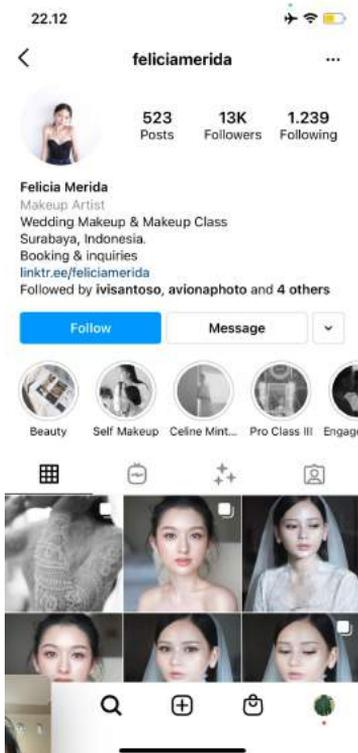 22.12
feliciamerida
523 13K 1.239
Posts Followers Following
Felicia Merida
Makeup Artist
Wedding Makeup & Makeup Class
Surabaya, Indonesia.
Booking & inquiries
linktr.ee/feliciamerida
Followed by ivisantoso, avionaphoto and 4 others
Follow Message
Beauty Self Makeup Celine Mint... Pro Class III Engage